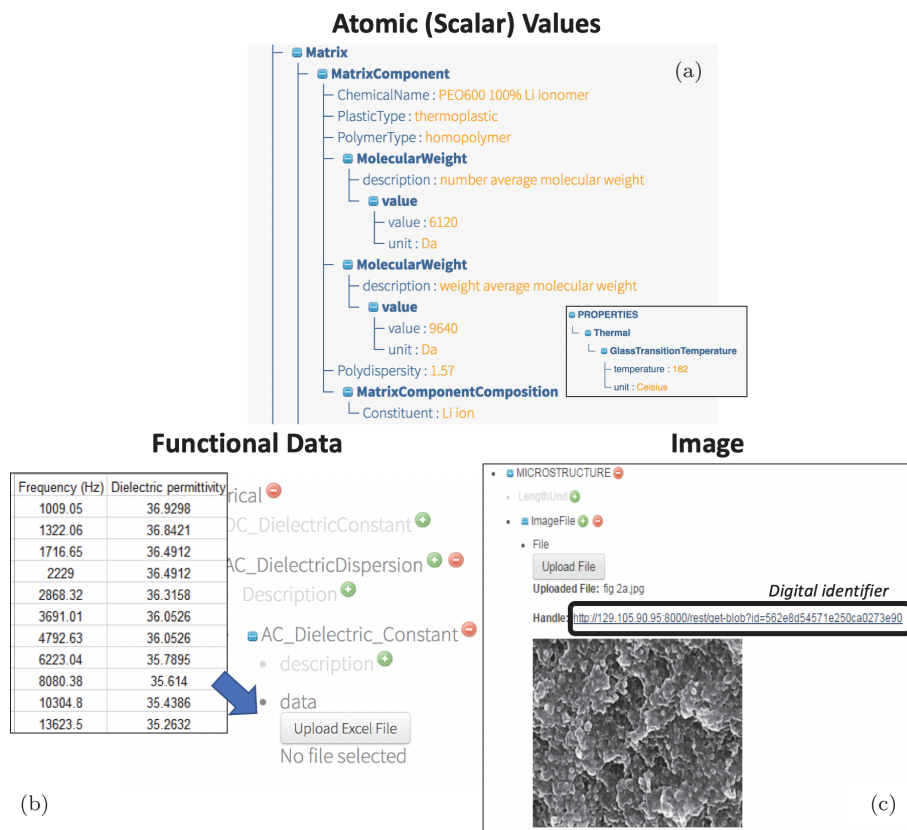 Atomic (Scalar) Values
Matrix
(a)
MatrixComponent
ChemicalName : PEO600 100% Li ionomer
PlasticType : thermoplastic
PolymerType : homopolymer
MolecularWeight
description : number average molecular weight
value
value : 6120
unit : Da
MolecularWeight
description : weight average molecular weight
value
value : 9640
unit : Da
Polydispersity : 1.57
MatrixComponentComposition
Constituent : Li ion
PROPERTIES
Thermal
GlassTransitionTemperature
temperature : 182
unit : Celsius
Functional Data
Frequency (Hz) Dielectric permittivity
1009.05 36.9298
1322.06 36.8421
1716.65 36.4912
2229 36.4912
2868.32 36.3158
3691.01 36.0526
4792.63 36.0526
6223.04 35.7895
8080.38 35.614
10304.8 35.4386
13623.5 35.2632
rical
DC_DielectricConstant
AC_DielectricDispersion
Description
AC_Dielectric_Constant
description
data
Upload Excel File
No file selected
(b)
Image
MICROSTRUCTURE
LengthUnit
ImageFile
File
Upload File
Uploaded File: fig 2a.jpg
Digital identifier
Handle: http://129.105.90.95:8000/rest/get-blob?id=562e8d54571e250ca0273e90
(c)